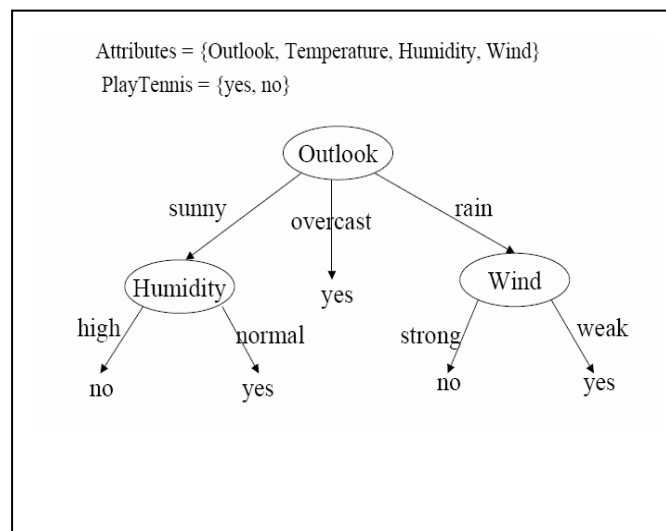 Attributes = {Outlook, Temperature, Humidity, Wind}
PlayTennis = {yes, no}
Outlook
sunny
overcast
rain
Humidity
yes
Wind
high
normal
strong
weak
no
yes
no
yes